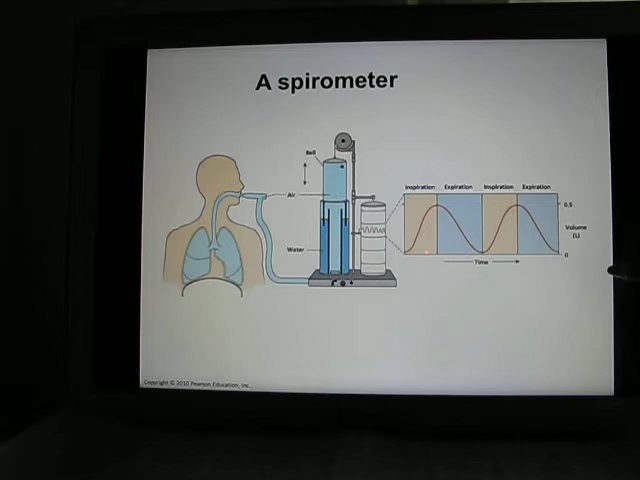 A spirometer
Bell
Air
Water
Inspiration Expiration Inspiration Expiration
0.5
Volume
(L)
0
Time
Copyright © 2010 Pearson Education, Inc.